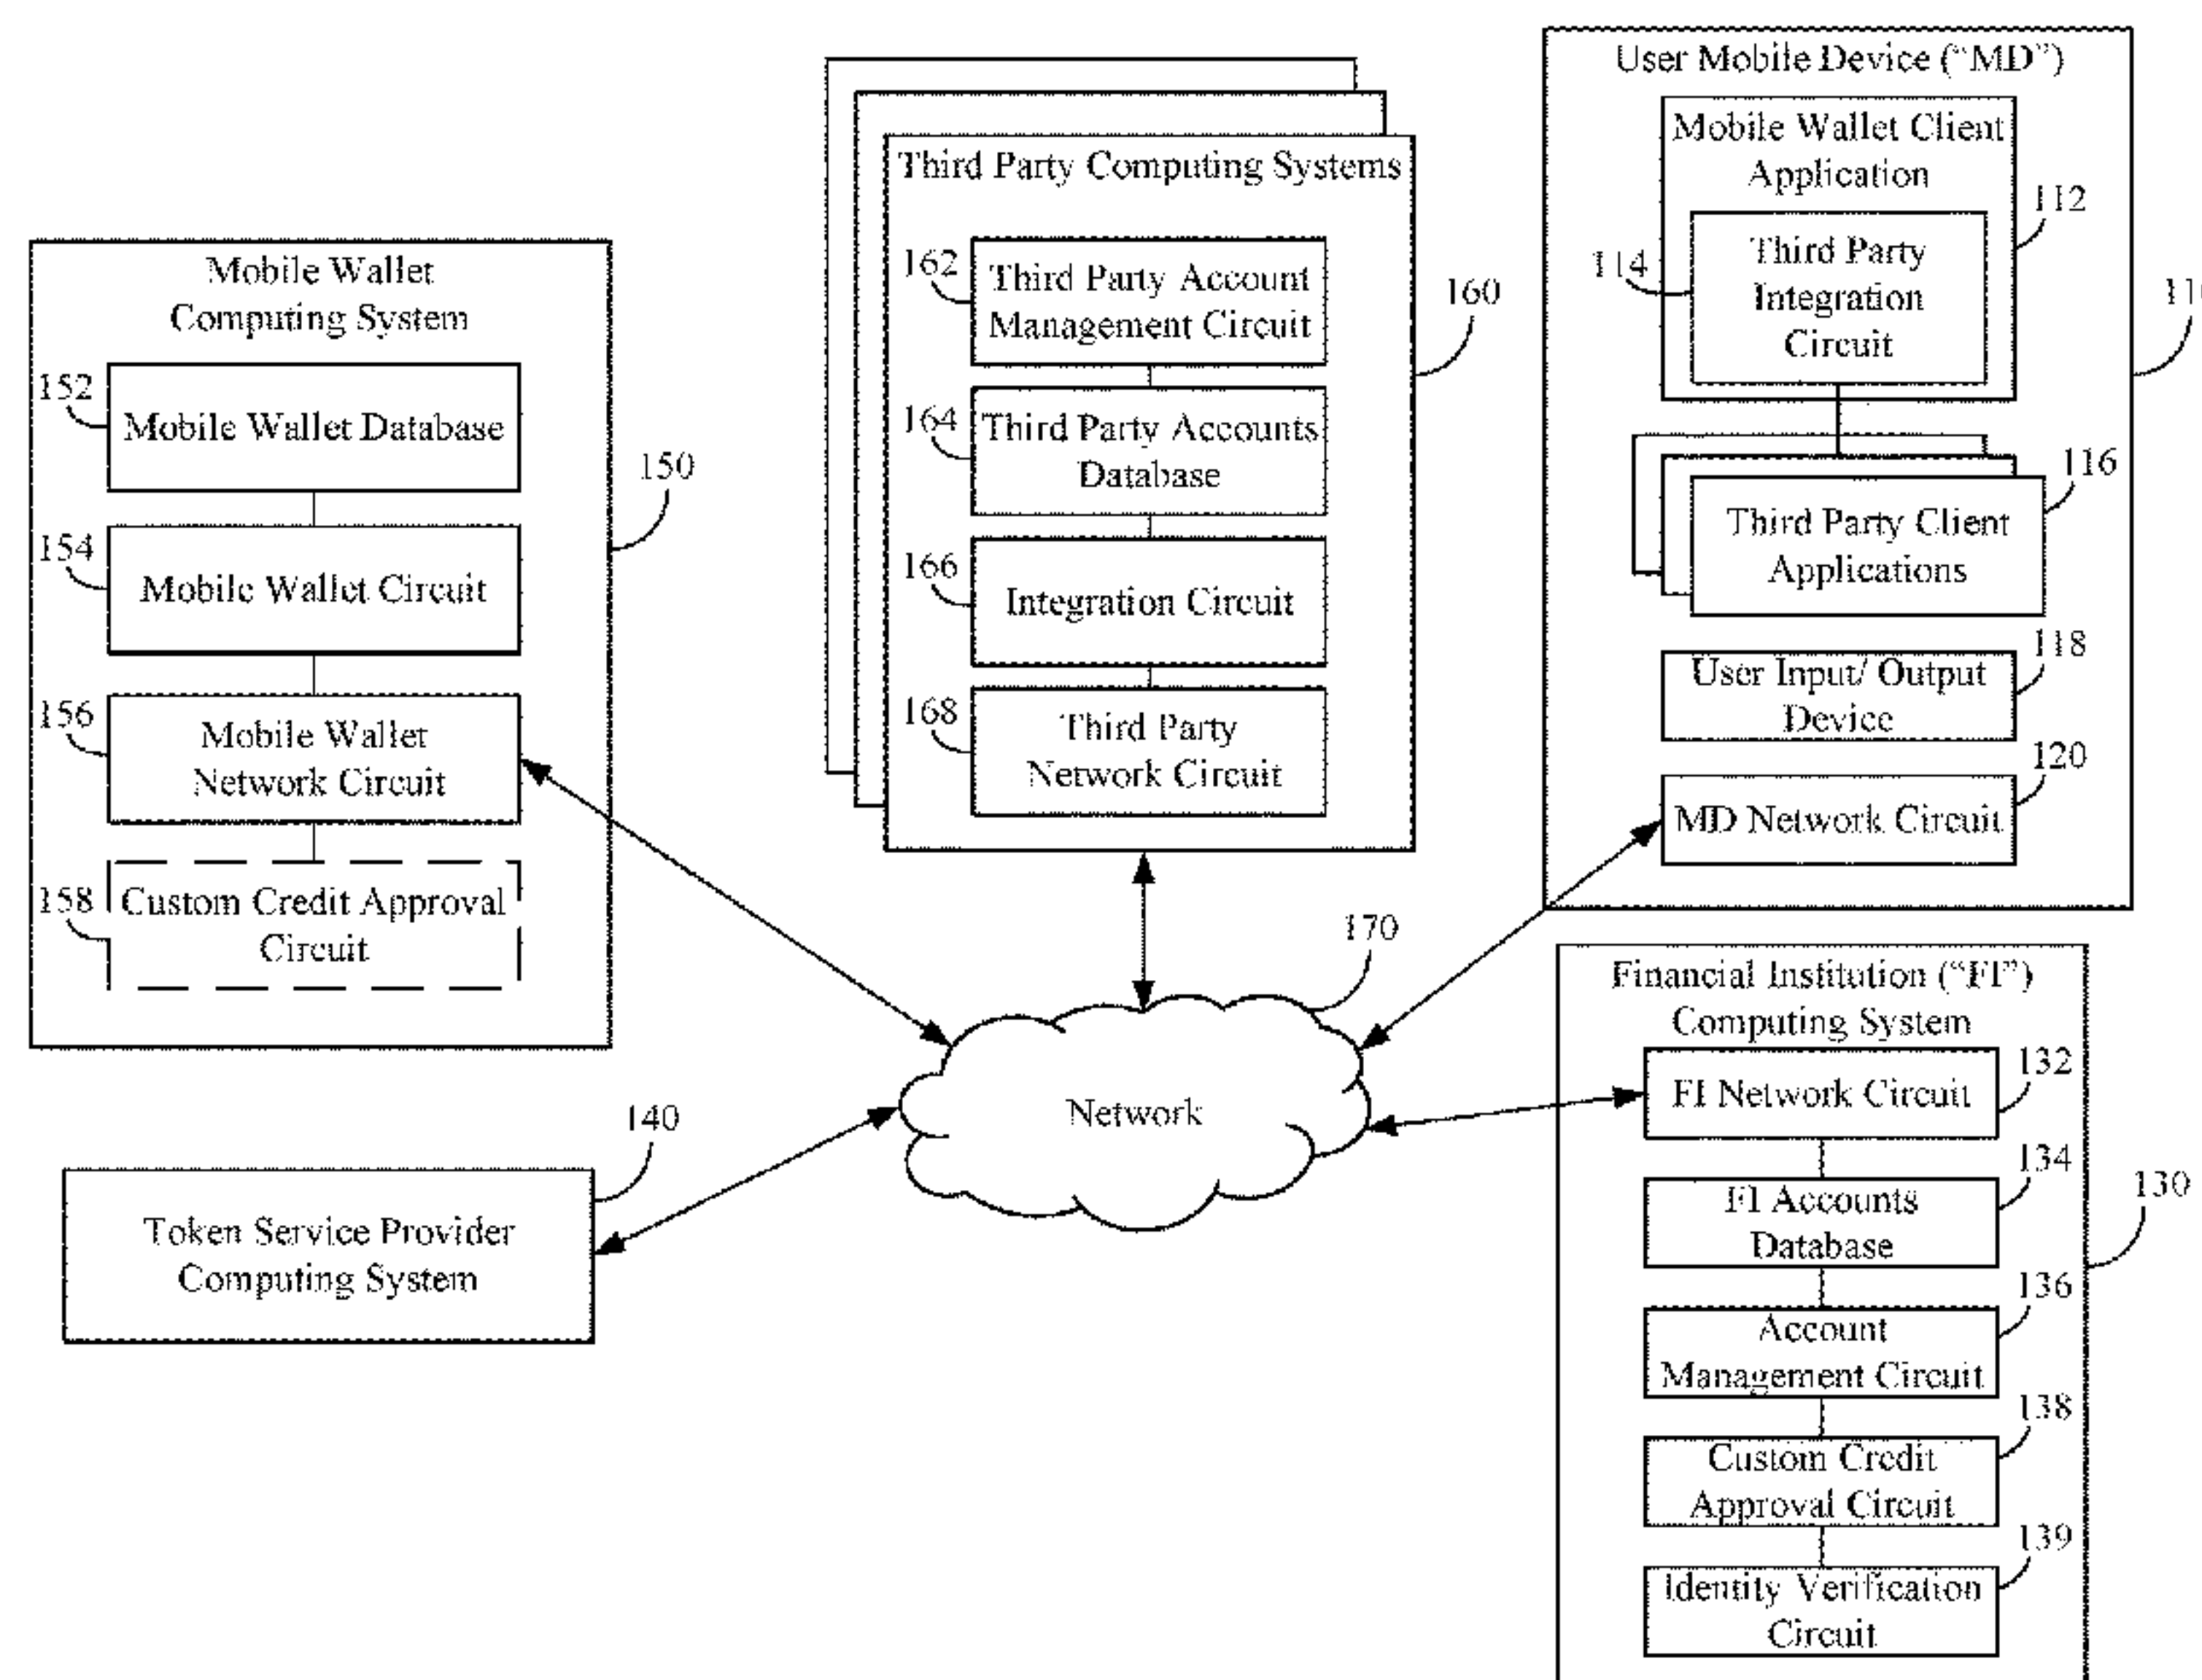 Mobile Wallet
Computing System
152
Mobile Wallet Database
154
Mobile Wallet Circuit
156
Mobile Wallet
Network Circuit
158
Custom Credit Approval
Circuit
150
Third Party Computing Systems
162
Third Party Account
Management Circuit
164
Third Party Accounts
Database
166
Integration Circuit
168
Third Party
Network Circuit
160
User Mobile Device (“MD”)
Mobile Wallet Client
Application
112
114
Third Party
Integration
Circuit
116
Third Party Client
Applications
118
User Input/ Output
Device
120
MD Network Circuit
170
Network
140
Token Service Provider
Computing System
Financial Institution (“FI”)
Computing System
132
FI Network Circuit
134
FI Accounts
Database
130
136
Account
Management Circuit
138
Custom Credit
Approval Circuit
139
Identity Verification
Circuit